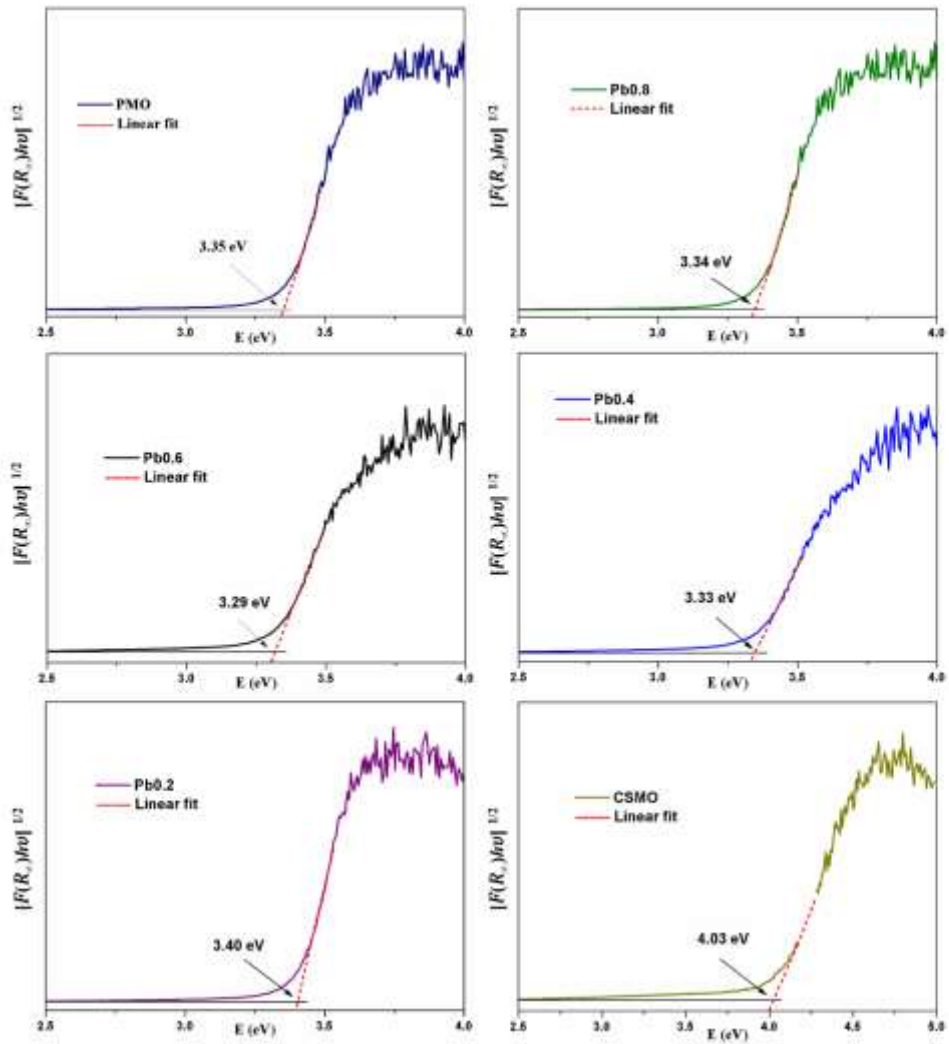 PMO
Linear fit
3.35 eV
[F(R∞)hν] 1/2
2.5 3.0 3.5 4.0
E (eV)
Pb0.8
Linear fit
3.34 eV
[F(R∞)hν] 1/2
2.5 3.0 3.5 4.0
E (eV)
Pb0.6
Linear fit
3.29 eV
[F(R∞)hν] 1/2
2.5 3.0 3.5 4.0
E (eV)
Pb0.4
Linear fit
3.33 eV
[F(R∞)hν] 1/2
2.5 3.0 3.5 4.0
E (eV)
Pb0.2
Linear fit
3.40 eV
[F(R∞)hν] 1/2
2.5 3.0 3.5 4.0
E (eV)
CSMO
Linear fit
4.03 eV
[F(R∞)hν] 1/2
2.5 3.0 3.5 4.0 4.5 5.0
E (eV)